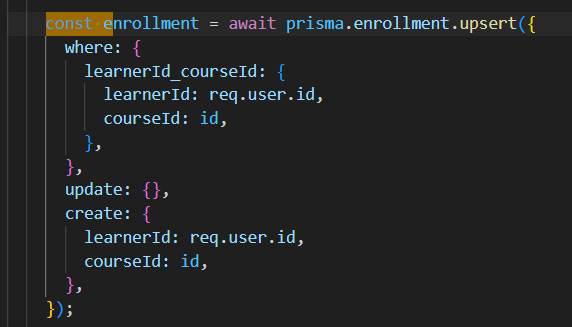 const enrollment = await prisma.enrollment.upsert({
  where: {
    learnerId_courseId: {
      learnerId: req.user.id,
      courseId: id,
    },
  },
  update: {},
  create: {
    learnerId: req.user.id,
    courseId: id,
  },
});